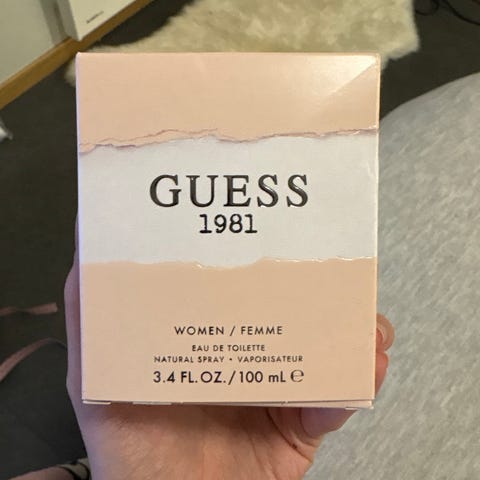 GUESS
1981
WOMEN / FEMME
EAU DE TOILETTE
NATURAL SPRAY • VAPORISATEUR
3.4 FL.OZ./100 mL ℮